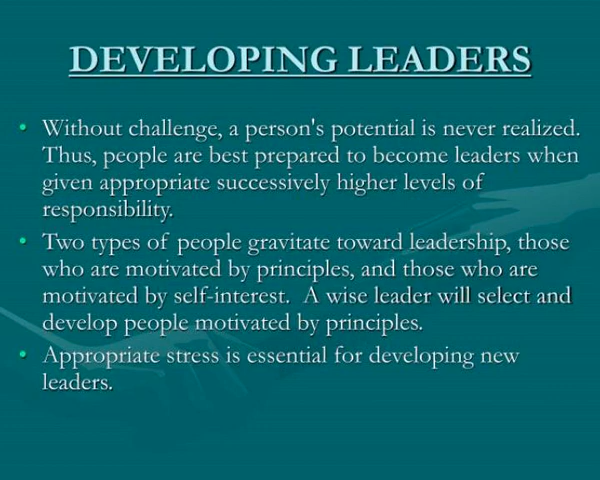 DEVELOPING LEADERS
• Without challenge, a person's potential is never realized.
Thus, people are best prepared to become leaders when
given appropriate successively higher levels of
responsibility.
• Two types of people gravitate toward leadership, those
who are motivated by principles, and those who are
motivated by self-interest.  A wise leader will select and
develop people motivated by principles.
• Appropriate stress is essential for developing new
leaders.